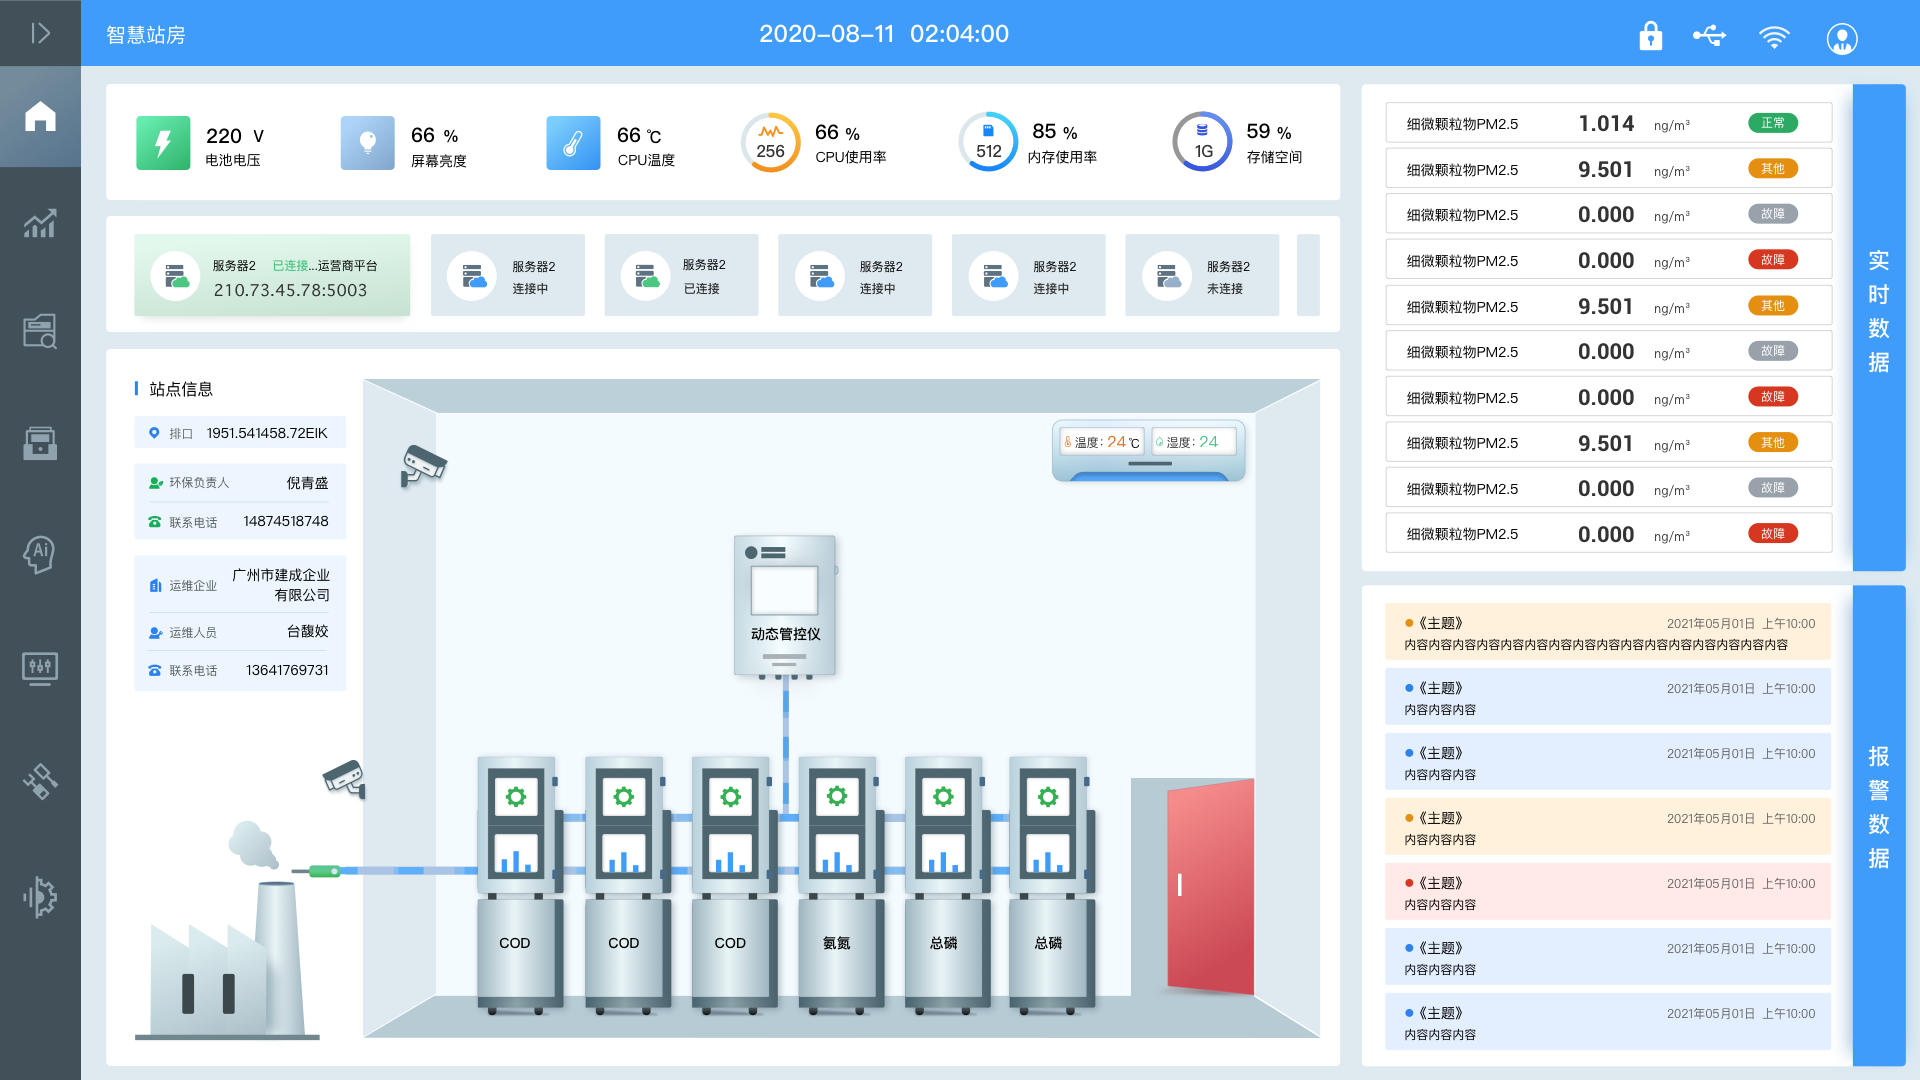 智慧站房
2020-08-11 02:04:00
220 V
电池电压
66 %
屏幕亮度
66 ℃
CPU温度
256
66 %
CPU使用率
512
85 %
内存使用率
1G
59 %
存储空间
服务器2 已连接...运营商平台
210.73.45.78:5003
服务器2
连接中
服务器2
已连接
服务器2
连接中
服务器2
连接中
服务器2
未连接
站点信息
排口 1951.541458.72EIK
环保负责人 倪青盛
联系电话 14874518748
运维企业 广州市建成企业
有限公司
运维人员 台馥姣
联系电话 13641769731
温度：24℃ 湿度：24
动态管控仪
COD
COD
COD
氨氮
总磷
总磷
Ai
细微颗粒物PM2.5 1.014 ng/m³ 正常
细微颗粒物PM2.5 9.501 ng/m³ 其他
细微颗粒物PM2.5 0.000 ng/m³ 故障
细微颗粒物PM2.5 0.000 ng/m³ 故障
细微颗粒物PM2.5 9.501 ng/m³ 其他
细微颗粒物PM2.5 0.000 ng/m³ 故障
细微颗粒物PM2.5 0.000 ng/m³ 故障
细微颗粒物PM2.5 9.501 ng/m³ 其他
细微颗粒物PM2.5 0.000 ng/m³ 故障
细微颗粒物PM2.5 0.000 ng/m³ 故障
实时数据
《主题》 2021年05月01日 上午10:00
内容内容内容内容内容内容内容内容内容内容内容内容内容内容内容内容
《主题》 2021年05月01日 上午10:00
内容内容内容
《主题》 2021年05月01日 上午10:00
内容内容内容
《主题》 2021年05月01日 上午10:00
内容内容内容
《主题》 2021年05月01日 上午10:00
内容内容内容
《主题》 2021年05月01日 上午10:00
内容内容内容
《主题》 2021年05月01日 上午10:00
内容内容内容
报警数据